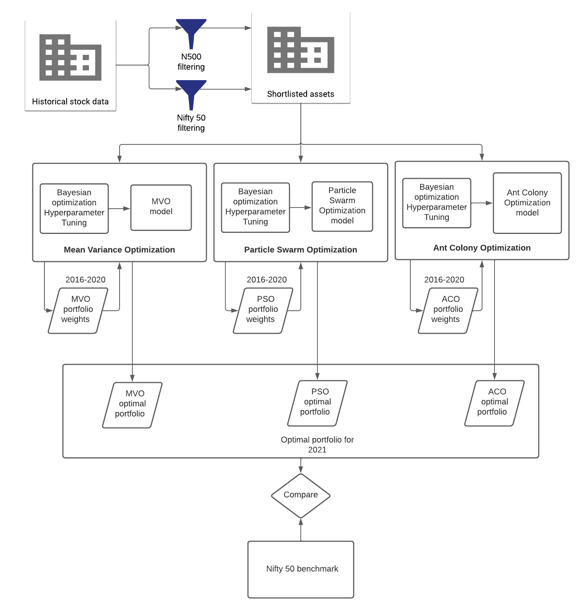 N500
filtering
Historical stock data
Shortlisted assets
Nifty 50
filtering
Bayesian
optimization
Hyperparameter
Tuning
MVO
model
Mean Variance Optimization
Bayesian
optimization
Hyperparameter
Tuning
Particle
Swarm
Optimization
model
Particle Swarm Optimization
Bayesian
optimization
Hyperparameter
Tuning
Ant Colony
Optimization
model
Ant Colony Optimization
2016-2020
MVO
portfolio
weights
2016-2020
PSO
portfolio
weights
2016-2020
ACO
portfolio
weights
MVO
optimal
portfolio
PSO
optimal
portfolio
ACO
optimal
portfolio
Optimal portfolio for
2021
Compare
Nifty 50 benchmark